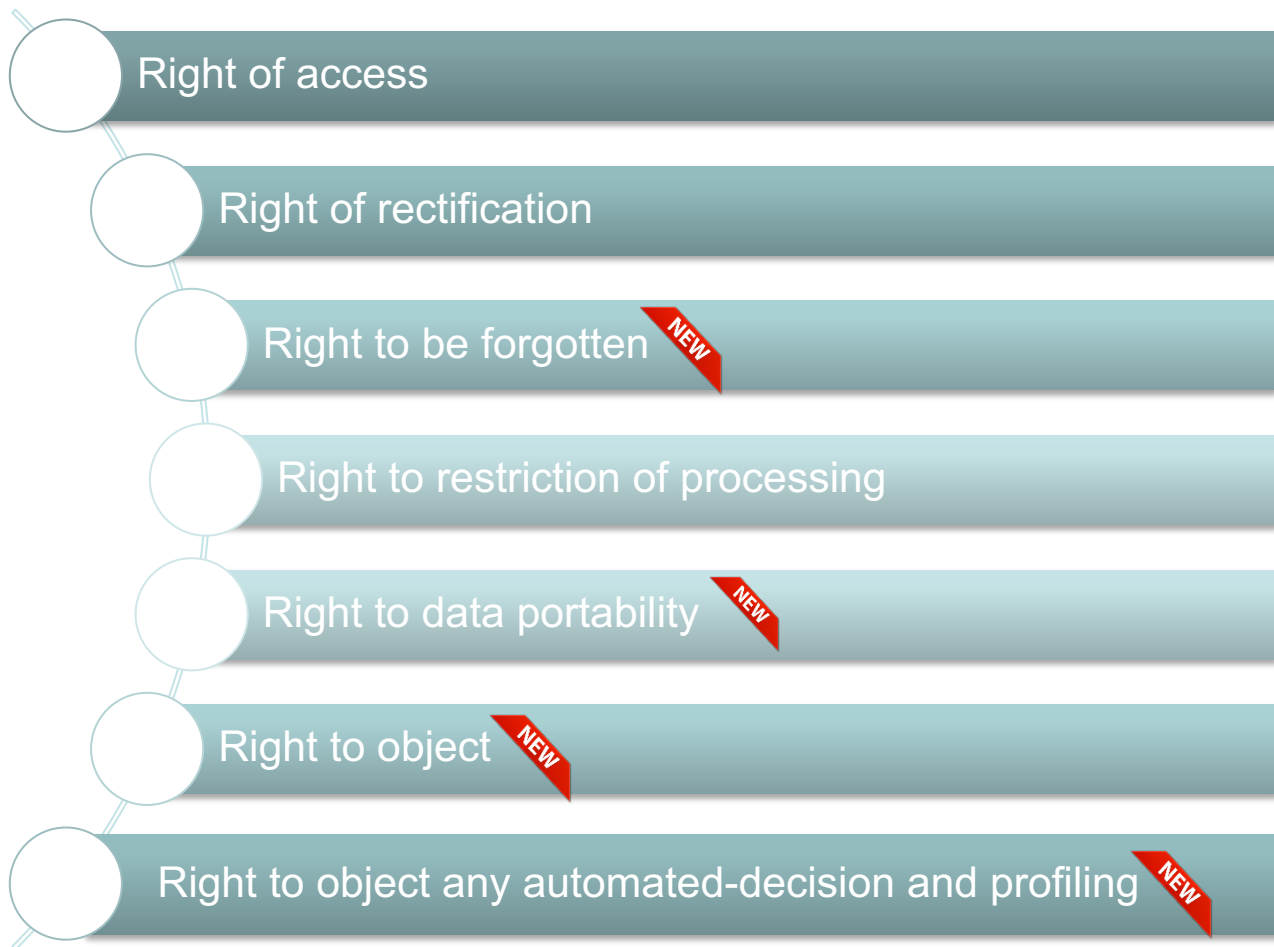 Right of access
Right of rectification
Right to be forgotten NEW
Right to restriction of processing
Right to data portability NEW
Right to object NEW
Right to object any automated-decision and profiling NEW